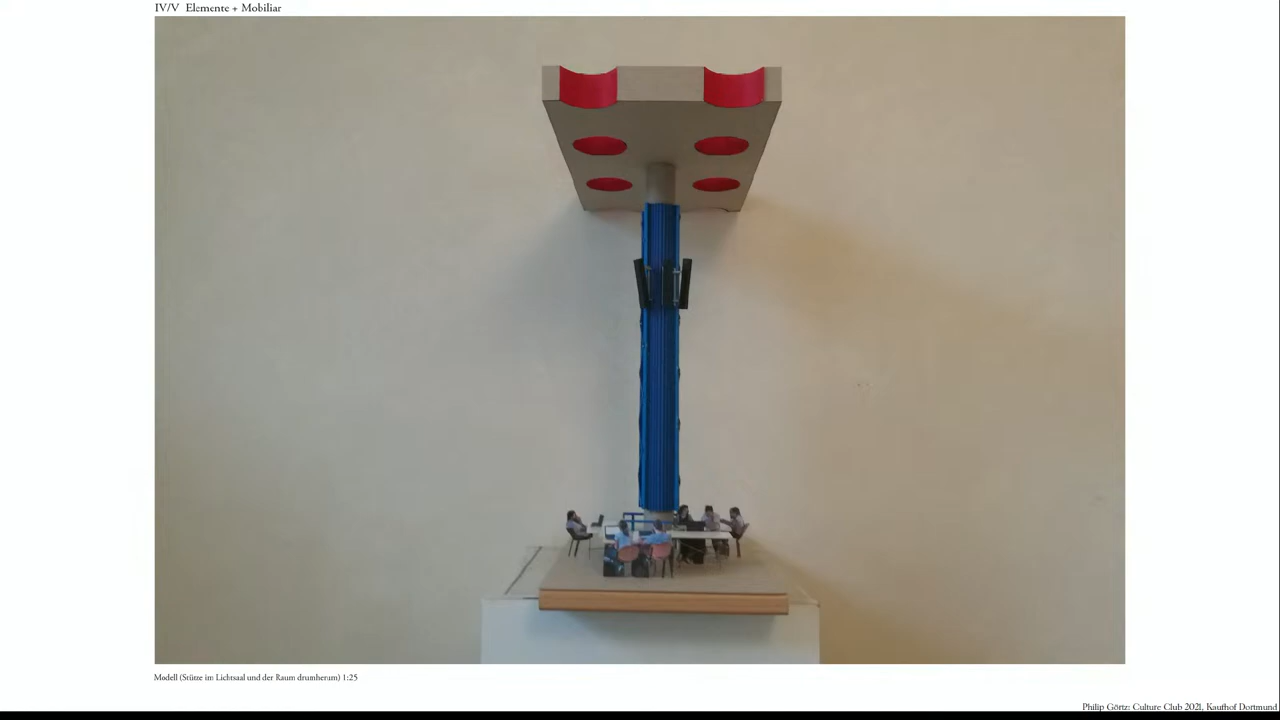 IV/V Elemente + Mobiliar
Modell (Stütze im Lichtsaal und der Raum drumherum) 1:25
Philip Görtz: Culture Club 2021, Kaufhof Dortmund